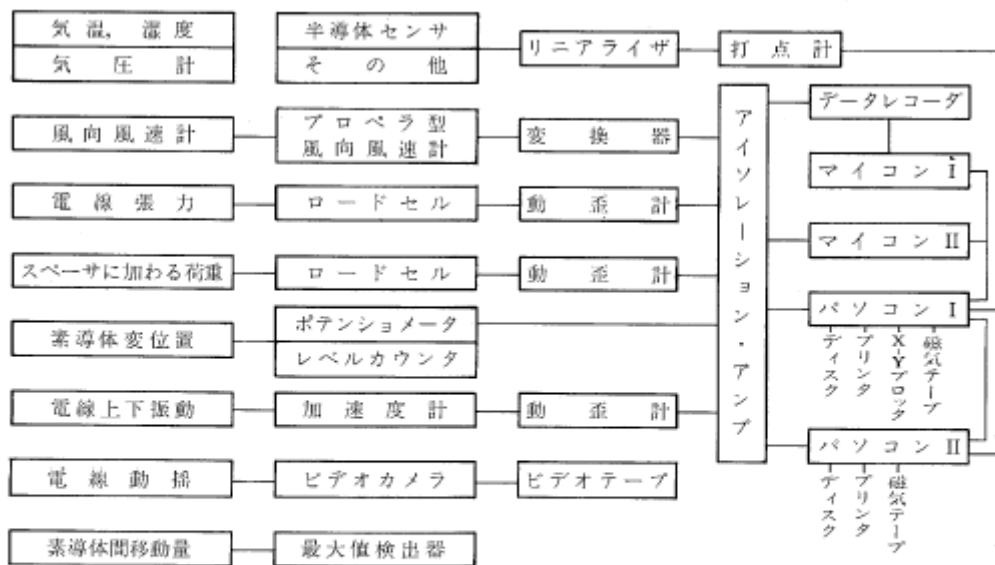 気温，湿度
気圧計
半導体センサ
その他
リニアライザ
打点計
風向風速計
プロペラ型
風向風速計
変換器
電線張力
ロードセル
動歪計
スペーサに加わる荷重
ロードセル
動歪計
素導体変位置
ポテンショメータ
レベルカウンタ
電線上下振動
加速度計
動歪計
電線動揺
ビデオカメラ
ビデオテープ
素導体間移動量
最大値検出器
アイソレーション・アンプ
データレコーダ
マイコンⅠ
マイコンⅡ
パソコンⅠ
ディスク
プリンタ
X-Yブロック
磁気テープ
パソコンⅡ
ディスク
プリンタ
磁気テープ